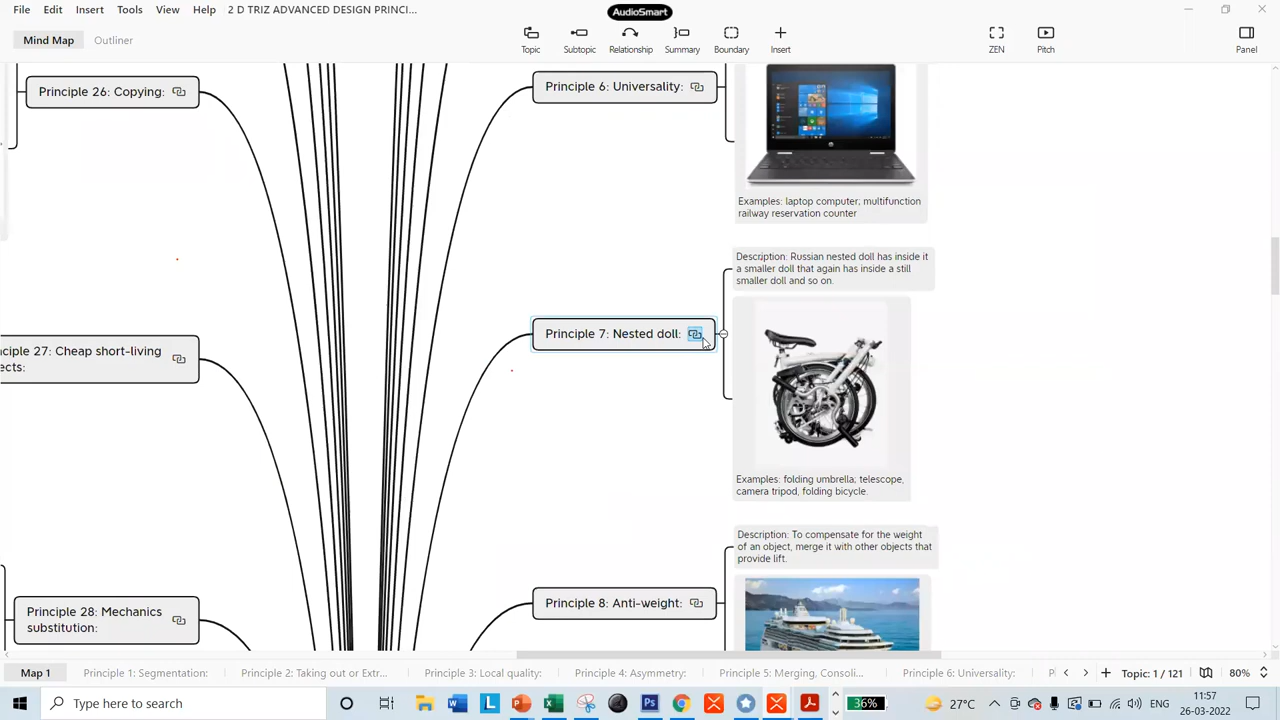 File Edit Insert Tools View Help 2 D TRIZ ADVANCED DESIGN PRINCI...
AudioSmart
Mind Map Outliner
Topic Subtopic Relationship Summary Boundary Insert ZEN Pitch Panel
Principle 26: Copying:
Principle 6: Universality:
Examples: laptop computer; multifunction
railway reservation counter
Description: Russian nested doll has inside it
a smaller doll that again has inside a still
smaller doll and so on.
Principle 7: Nested doll:
ciple 27: Cheap short-living
ects:
Examples: folding umbrella; telescope,
camera tripod, folding bicycle.
Description: To compensate for the weight
of an object, merge it with other objects that
provide lift.
Principle 8: Anti-weight:
Principle 28: Mechanics
substitution:
Map 1 Principle 1: Segmentation: Principle 2: Taking out or Extr... Principle 3: Local quality: Principle 4: Asymmetry: Principle 5: Merging, Consoli... Principle 6: Universality: P Topic: 1 / 121 80%
Type here to search 36% 27°C ENG 11:57
26-03-2022